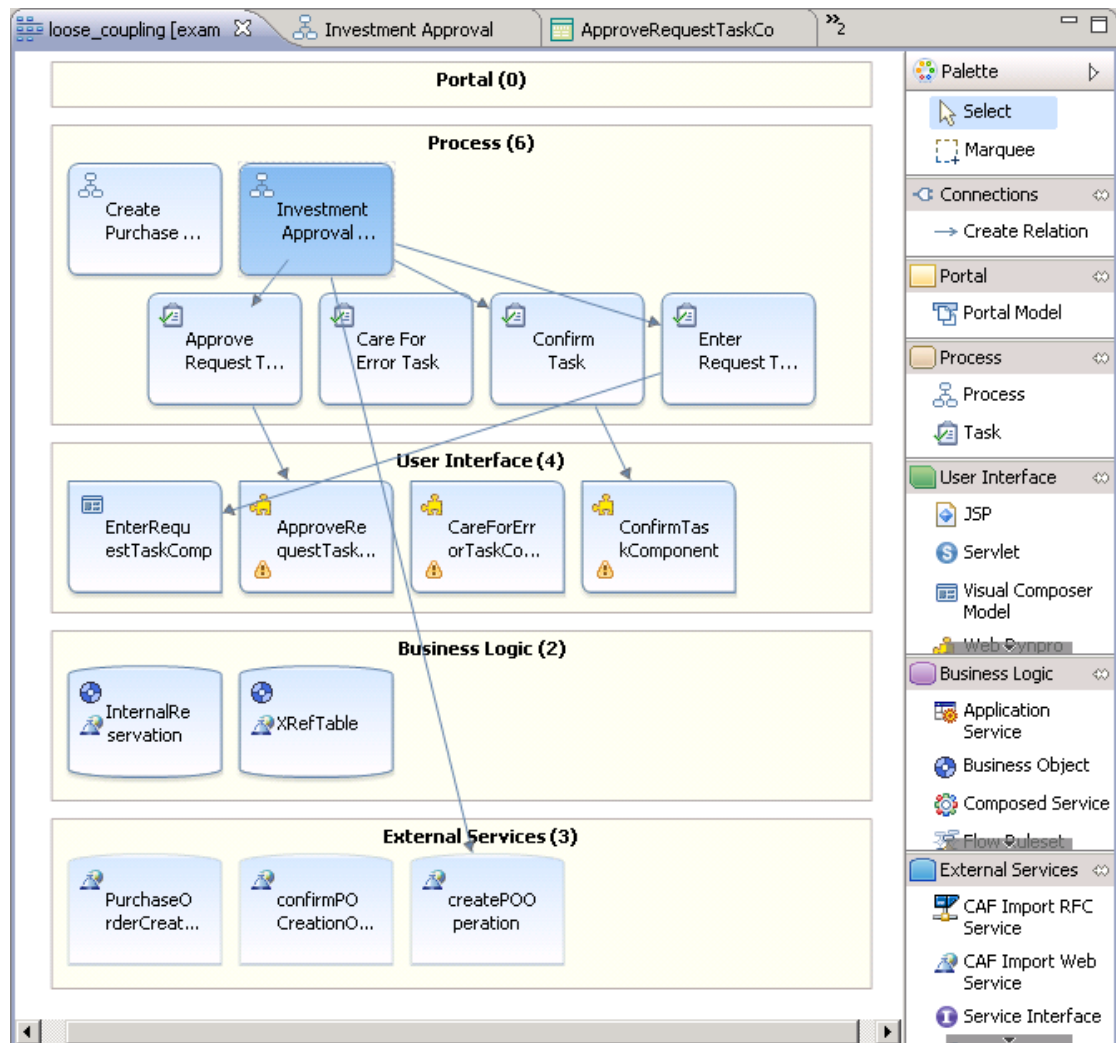 loose_coupling [exam
Investment Approval
ApproveRequestTaskCo
»2
Portal (0)
Process (6)
Create
Purchase ...
Investment
Approval ...
Approve
Request T...
Care For
Error Task
Confirm
Task
Enter
Request T...
User Interface (4)
EnterRequ
estTaskComp
ApproveRe
questTask...
CareForErr
orTaskCo...
ConfirmTas
kComponent
Business Logic (2)
InternalRe
servation
XRefTable
External Services (3)
PurchaseO
rderCreat...
confirmPO
CreationO...
createPOO
peration
Palette
Select
Marquee
Connections
Create Relation
Portal
Portal Model
Process
Process
Task
User Interface
JSP
Servlet
Visual Composer
Model
Web Dynpro
Business Logic
Application
Service
Business Object
Composed Service
Flow Ruleset
External Services
CAF Import RFC
Service
CAF Import Web
Service
Service Interface